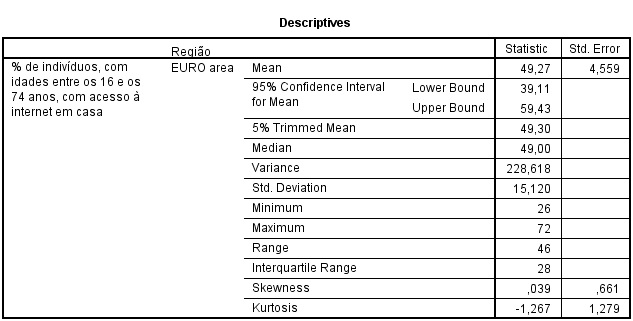 Descriptives
Região Statistic Std. Error
% de indivíduos, com EURO area Mean 49,27 4,559
idades entre os 16 e os 95% Confidence Interval Lower Bound 39,11
74 anos, com acesso à for Mean Upper Bound 59,43
internet em casa
5% Trimmed Mean 49,30
Median 49,00
Variance 228,618
Std. Deviation 15,120
Minimum 26
Maximum 72
Range 46
Interquartile Range 28
Skewness ,039 ,661
Kurtosis -1,267 1,279